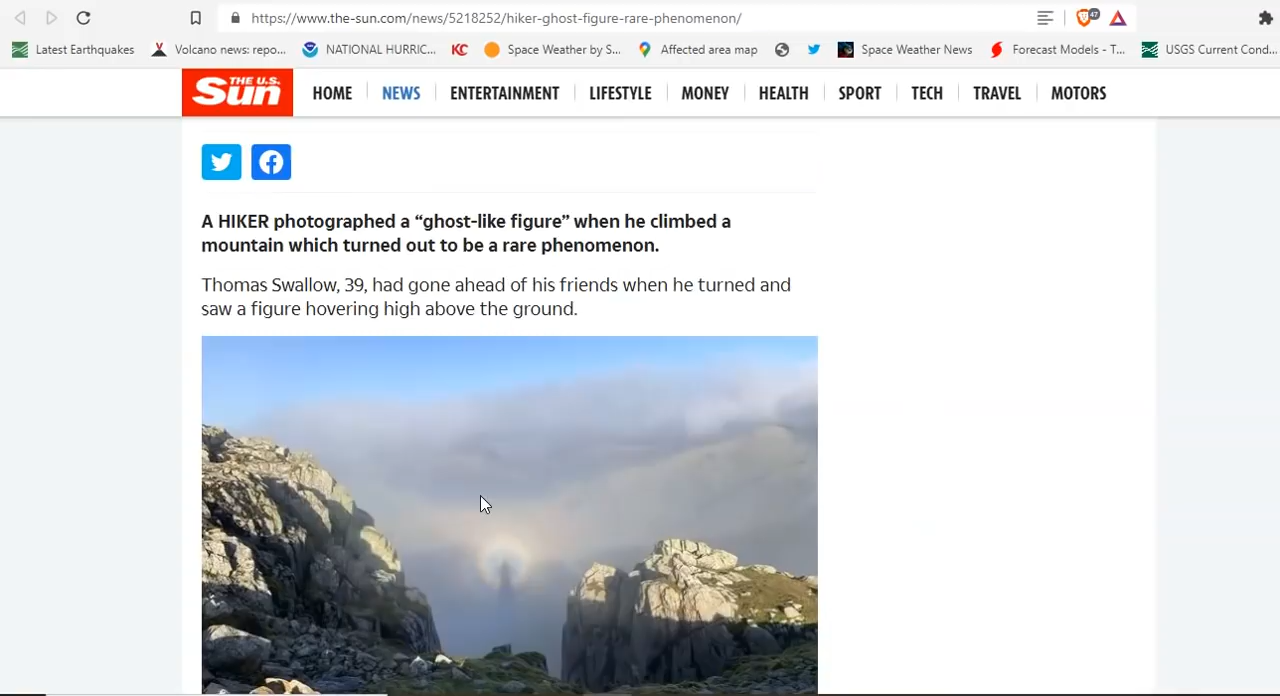 https://www.the-sun.com/news/5218252/hiker-ghost-figure-rare-phenomenon/
47
Latest Earthquakes
Volcano news: repo...
NATIONAL HURRIC...
KC
Space Weather by S...
Affected area map
Space Weather News
Forecast Models - T...
USGS Current Cond...
THE U.S.
Sun
HOME
NEWS
ENTERTAINMENT
LIFESTYLE
MONEY
HEALTH
SPORT
TECH
TRAVEL
MOTORS
A HIKER photographed a “ghost-like figure” when he climbed a
mountain which turned out to be a rare phenomenon.
Thomas Swallow, 39, had gone ahead of his friends when he turned and
saw a figure hovering high above the ground.